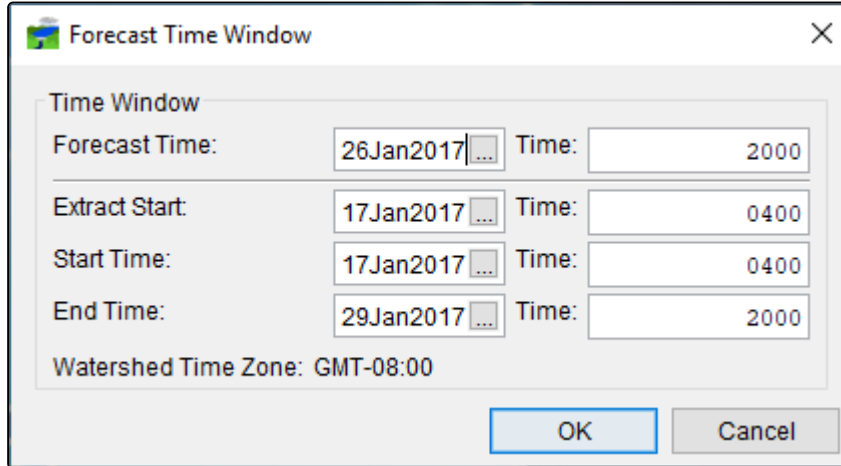 Forecast Time Window
Time Window
Forecast Time: 26Jan2017 ... Time: 2000
Extract Start: 17Jan2017 ... Time: 0400
Start Time: 17Jan2017 ... Time: 0400
End Time: 29Jan2017 ... Time: 2000
Watershed Time Zone: GMT-08:00
OK Cancel